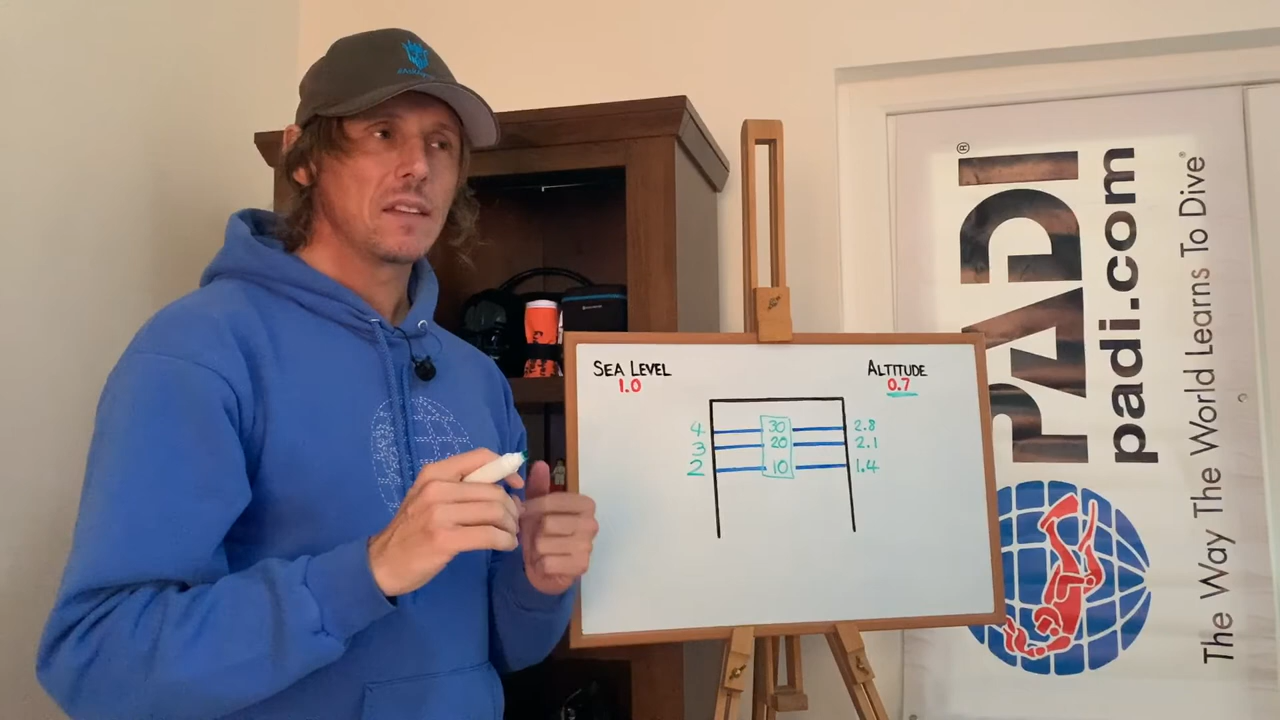 SEA LEVEL
1.0
ALTITUDE
0.7
4 30 2.8
3 20 2.1
2 10 1.4
PADI®
padi.com
The Way The World Learns To Dive®